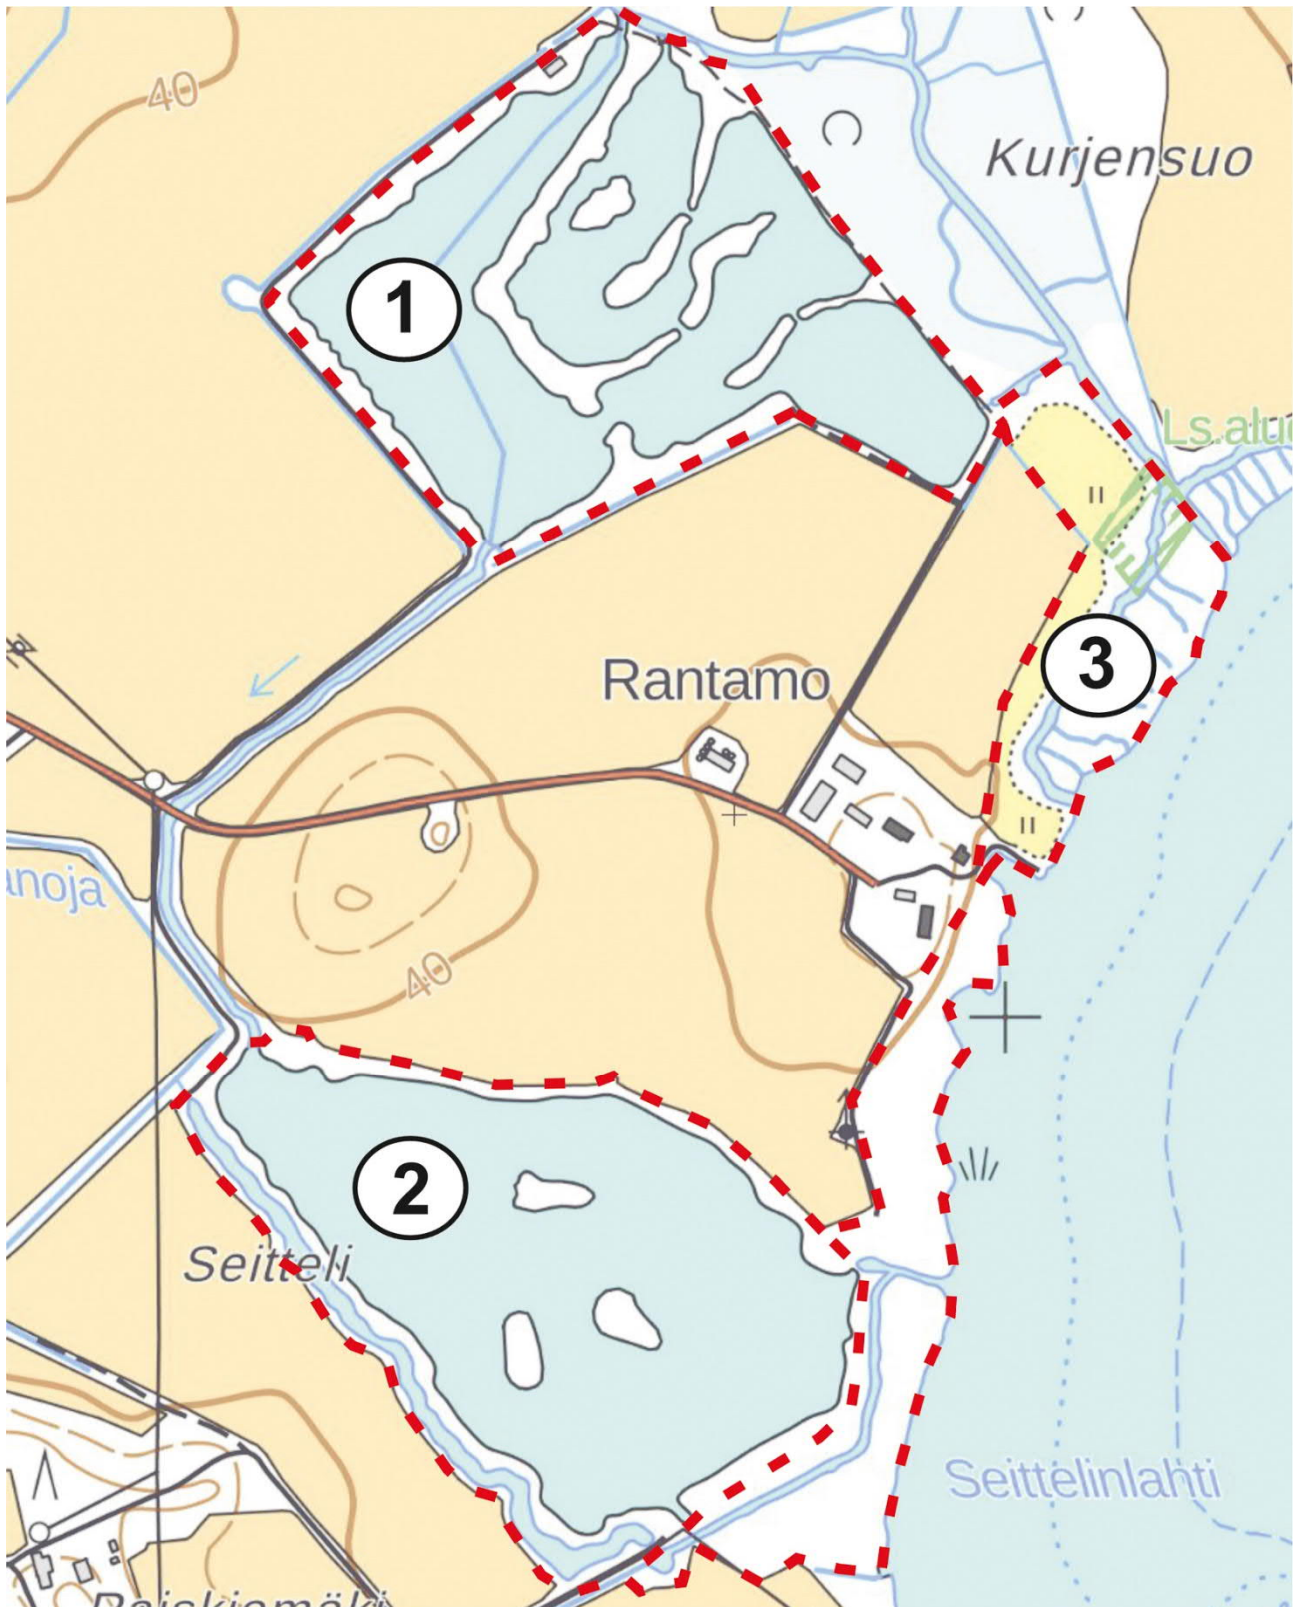 40
Kurjensuo
1
Ls.alue
3
Rantamo
anoja
40
2
Seitteli
Seittelinlahti